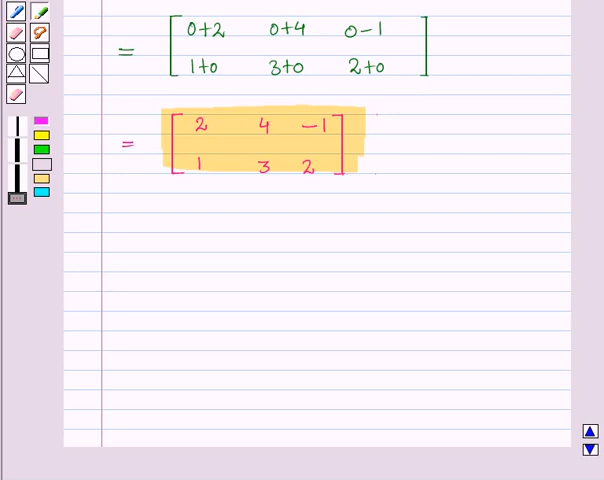 0+2 0+4 0-1
= [ ]
1+0 3+0 2+0
2 4 -1
= [ ]
1 3 2